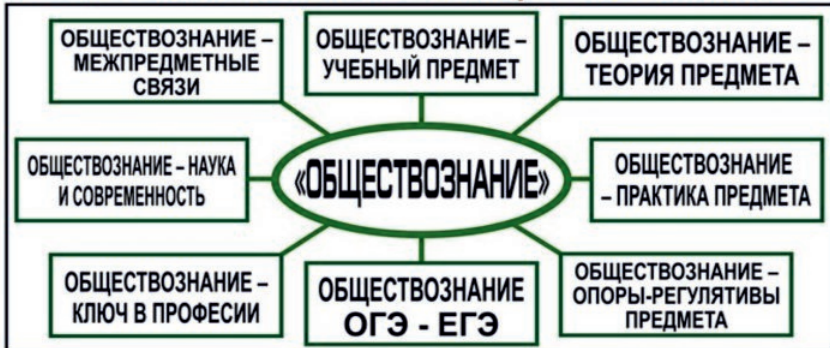 ОБЩЕСТВОЗНАНИЕ –
МЕЖПРЕДМЕТНЫЕ
СВЯЗИ
ОБЩЕСТВОЗНАНИЕ –
УЧЕБНЫЙ ПРЕДМЕТ
ОБЩЕСТВОЗНАНИЕ –
ТЕОРИЯ ПРЕДМЕТА
ОБЩЕСТВОЗНАНИЕ – НАУКА
И СОВРЕМЕННОСТЬ
«ОБЩЕСТВОЗНАНИЕ»
ОБЩЕСТВОЗНАНИЕ
– ПРАКТИКА ПРЕДМЕТА
ОБЩЕСТВОЗНАНИЕ –
КЛЮЧ В ПРОФЕСИИ
ОБЩЕСТВОЗНАНИЕ
ОГЭ - ЕГЭ
ОБЩЕСТВОЗНАНИЕ –
ОПОРЫ-РЕГУЛЯТИВЫ
ПРЕДМЕТА